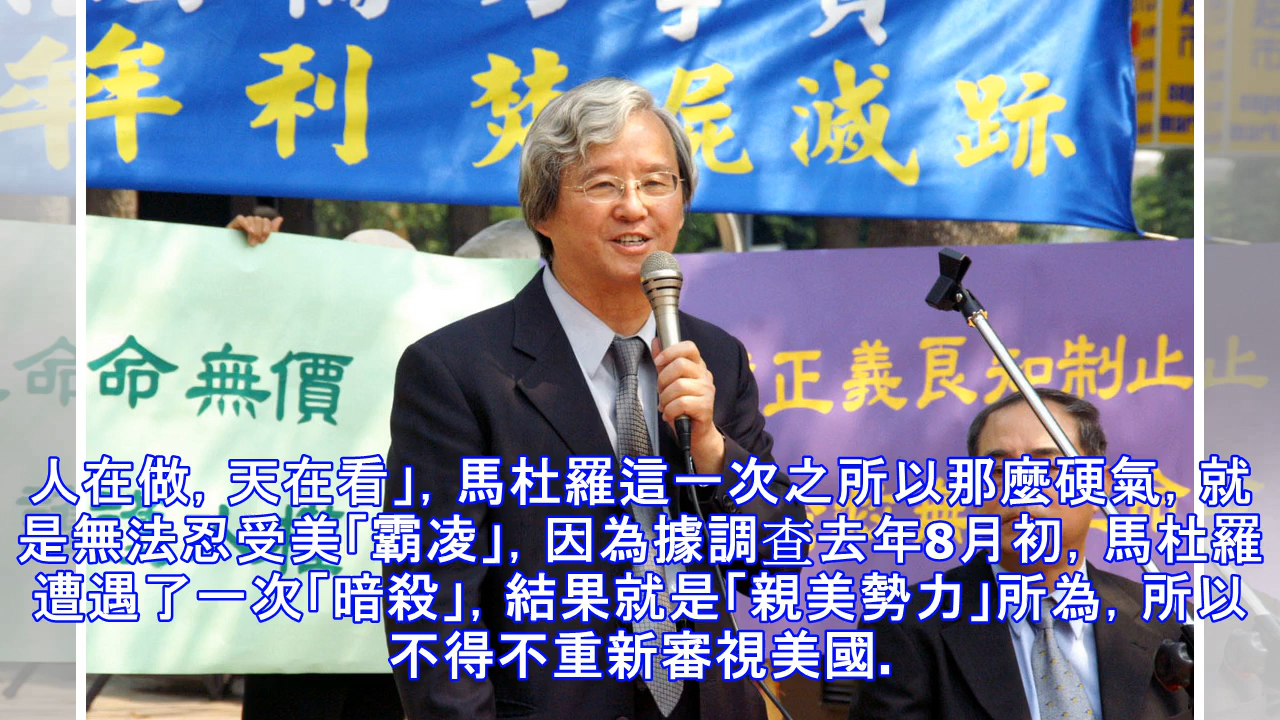 牟利 焚屍滅跡
命無價
正義良知制止
人在做, 天在看」, 馬杜羅這一次之所以那麼硬氣, 就
是無法忍受美「霸凌」, 因為據調查去年8月初, 馬杜羅
遭遇了一次「暗殺」, 結果就是「親美勢力」所為, 所以
不得不重新審視美國.